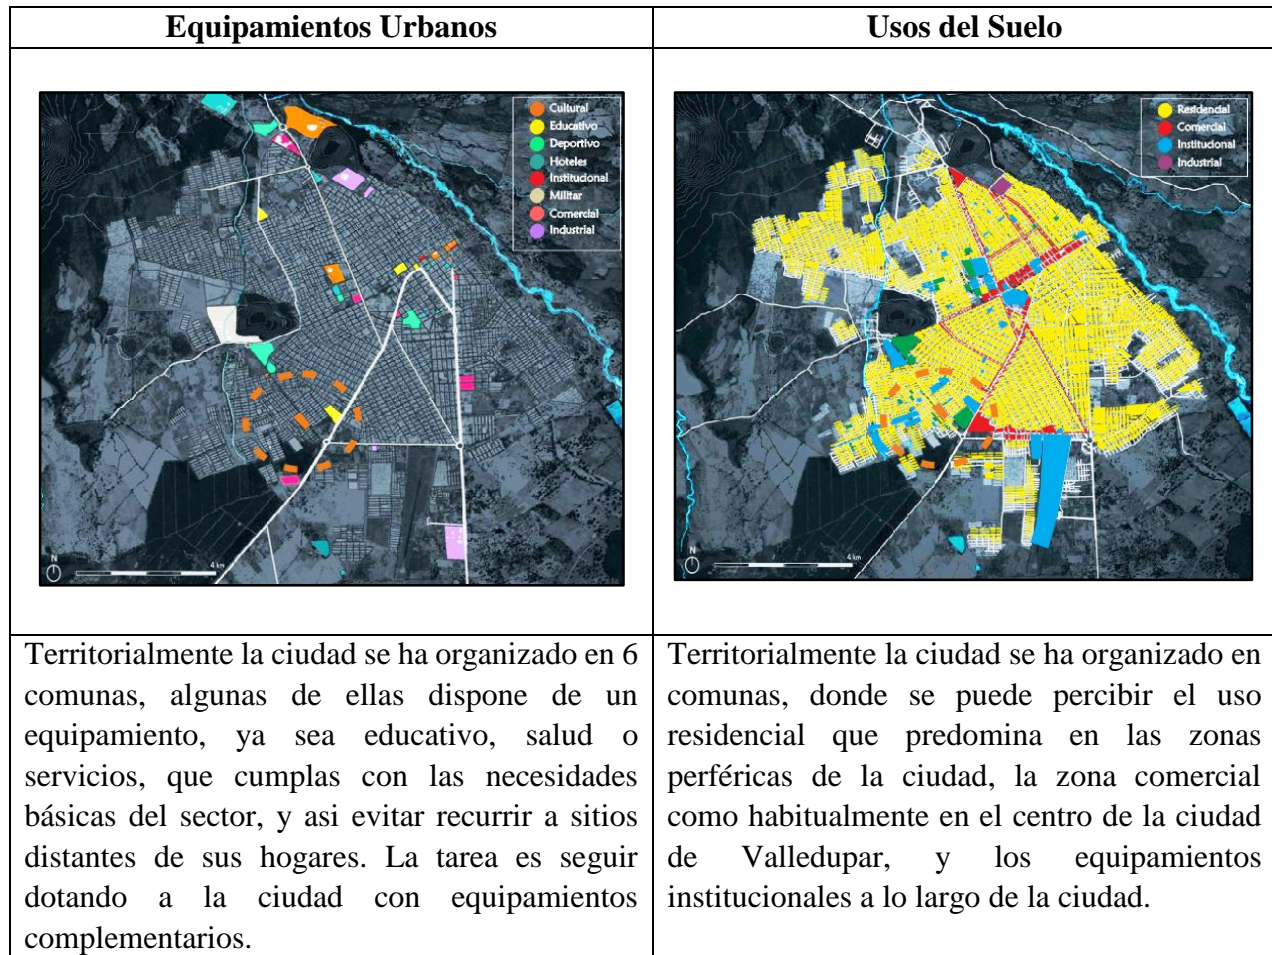 Equipamientos Urbanos
Usos del Suelo
Cultural
Educativo
Deportivo
Hoteles
Institucional
Militar
Comercial
Industrial
N
4 km
Residencial
Comercial
Institucional
Industrial
N
4 km
Territorialmente la ciudad se ha organizado en 6
comunas, algunas de ellas dispone de un
equipamiento, ya sea educativo, salud o
servicios, que cumplas con las necesidades
básicas del sector, y asi evitar recurrir a sitios
distantes de sus hogares. La tarea es seguir
dotando a la ciudad con equipamientos
complementarios.
Territorialmente la ciudad se ha organizado en
comunas, donde se puede percibir el uso
residencial que predomina en las zonas
perféricas de la ciudad, la zona comercial
como habitualmente en el centro de la ciudad
de Valledupar, y los equipamientos
institucionales a lo largo de la ciudad.